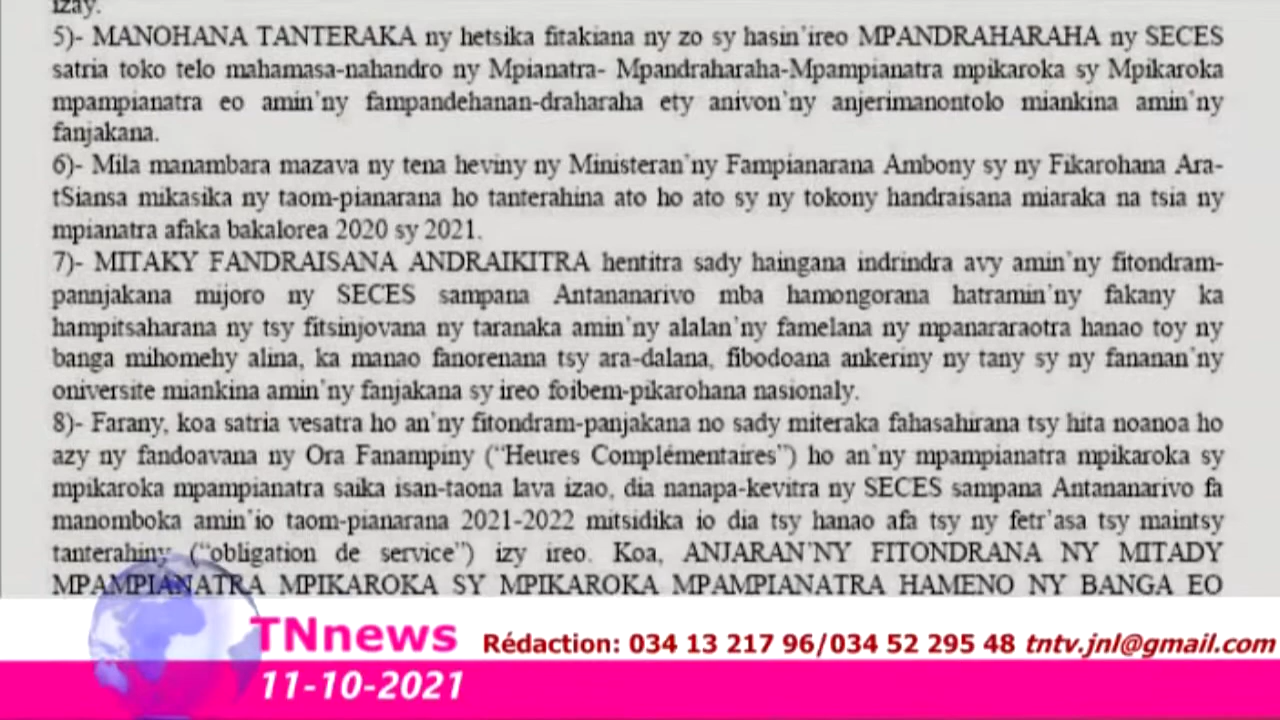 izay.
5)- MANOHANA TANTERAKA ny hetsika fitakiana ny zo sy hasin'ireo MPANDRAHARAHA ny SECES
satria toko telo mahamasa-nahandro ny Mpianatra- Mpandraharaha-Mpampianatra mpikaroka sy Mpikaroka
mpampianatra eo amin'ny fampandehanan-draharaha ety anivon'ny anjerimanontolo miankina amin'ny
fanjakana.
6)- Mila manambara mazava ny tena heviny ny Ministeran'ny Fampianarana Ambony sy ny Fikarohana Ara-
tSiansa mikasika ny taom-pianarana ho tanterahina ato ho ato sy ny tokony handraisana miaraka na tsia ny
mpianatra afaka bakalorea 2020 sy 2021.
7)- MITAKY FANDRAISANA ANDRAIKITRA hentitra sady haingana indrindra avy amin'ny fitondram-
pannjakana mijoro ny SECES sampana Antananarivo mba hamongorana hatramin'ny fakany ka
hampitsaharana ny tsy fitsinjovana ny taranaka amin'ny alalan'ny famelana ny mpanararaotra hanao toy ny
banga mihomehy alina, ka manao fanorenana tsy ara-dalana, fibodoana ankeriny ny tany sy ny fananan'ny
oniversite miankina amin'ny fanjakana sy ireo foibem-pikarohana nasionaly.
8)- Farany, koa satria vesatra ho an'ny fitondram-panjakana no sady miteraka fahasahirana tsy hita noanoa ho
azy ny fandoavana ny Ora Fanampiny ("Heures Complémentaires") ho an'ny mpampianatra mpikaroka sy
mpikaroka mpampianatra saika isan-taona lava izao, dia nanapa-kevitra ny SECES sampana Antananarivo fa
manomboka amin'io taom-pianarana 2021-2022 mitsidika io dia tsy hanao afa tsy ny fetr'asa tsy maintsy
tanterahiny ("obligation de service") izy ireo. Koa, ANJARAN'NY FITONDRANA NY MITADY
MPAMPIANATRA MPIKAROKA SY MPIKAROKA MPAMPIANATRA HAMENO NY BANGA EO
TNnews
Rédaction: 034 13 217 96/034 52 295 48 tntv.jnl@gmail.com
11-10-2021